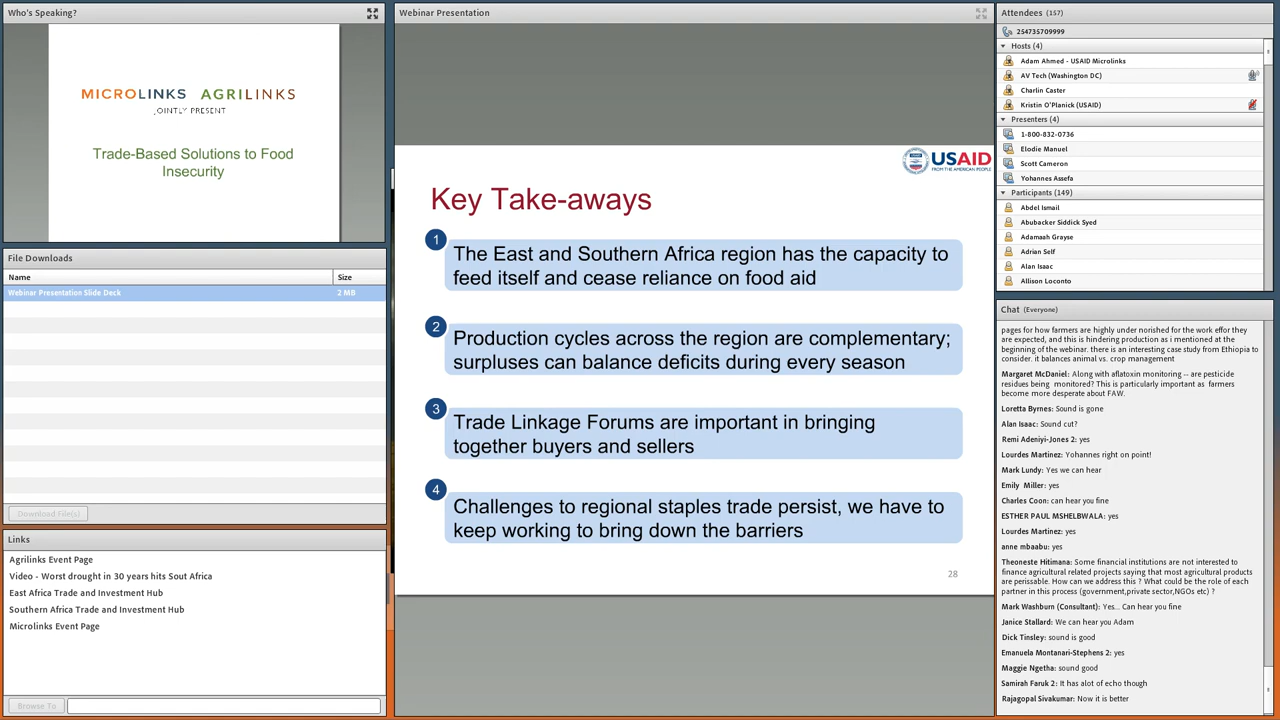 Who's Speaking?
MICROLINKS AGRILINKS
JOINTLY PRESENT
Trade-Based Solutions to Food
Insecurity
File Downloads
Name Size
Webinar Presentation Slide Deck 2 MB
Download File(s)
Links
Agrilinks Event Page
Video - Worst drought in 30 years hits Sout Africa
East Africa Trade and Investment Hub
Southern Africa Trade and Investment Hub
Microlinks Event Page
Browse To
Webinar Presentation
USAID
FROM THE AMERICAN PEOPLE
Key Take-aways
1
The East and Southern Africa region has the capacity to
feed itself and cease reliance on food aid
2
Production cycles across the region are complementary;
surpluses can balance deficits during every season
3
Trade Linkage Forums are important in bringing
together buyers and sellers
4
Challenges to regional staples trade persist, we have to
keep working to bring down the barriers
28
Attendees (157)
254735709999
Hosts (4)
Adam Ahmed - USAID Microlinks
AV Tech (Washington DC)
Charlin Caster
Kristin O'Planick (USAID)
Presenters (4)
1-800-832-0736
Elodie Manuel
Scott Cameron
Yohannes Assefa
Participants (149)
Abdel Ismail
Abubacker Siddick Syed
Adamaah Grayse
Adrian Self
Alan Isaac
Allison Loconto
Chat (Everyone)
pages for how farmers are highly under norished for the work effor they
are expected, and this is hindering production as i mentioned at the
beginning of the webinar. there is an interesting case study from Ethiopia to
consider. it balances animal vs. crop management
Margaret McDaniel: Along with aflatoxin monitoring -- are pesticide
residues being monitored? This is particularly important as farmers
become more desperate about FAW.
Loretta Byrnes: Sound is gone
Alan Isaac: Sound cut?
Remi Adeniyi-Jones 2: yes
Lourdes Martinez: Yohannes right on point!
Mark Lundy: Yes we can hear
Emily Miller: yes
Charles Coon: can hear you fine
ESTHER PAUL MSHELBWALA: yes
Lourdes Martinez: yes
anne mbaabu: yes
Theoneste Hitimana: Some financial institutions are not interested to
finance agricultural related projects saying that most agricultural products
are perissable. How can we address this ? What could be the role of each
partner in this process (government,private sector,NGOs etc) ?
Mark Washburn (Consultant): Yes... Can hear you fine
Janice Stallard: We can hear you Adam
Dick Tinsley: sound is good
Emanuela Montanari-Stephens 2: yes
Maggie Ngetha: sound good
Samirah Faruk 2: It has alot of echo though
Rajagopal Sivakumar: Now it is better